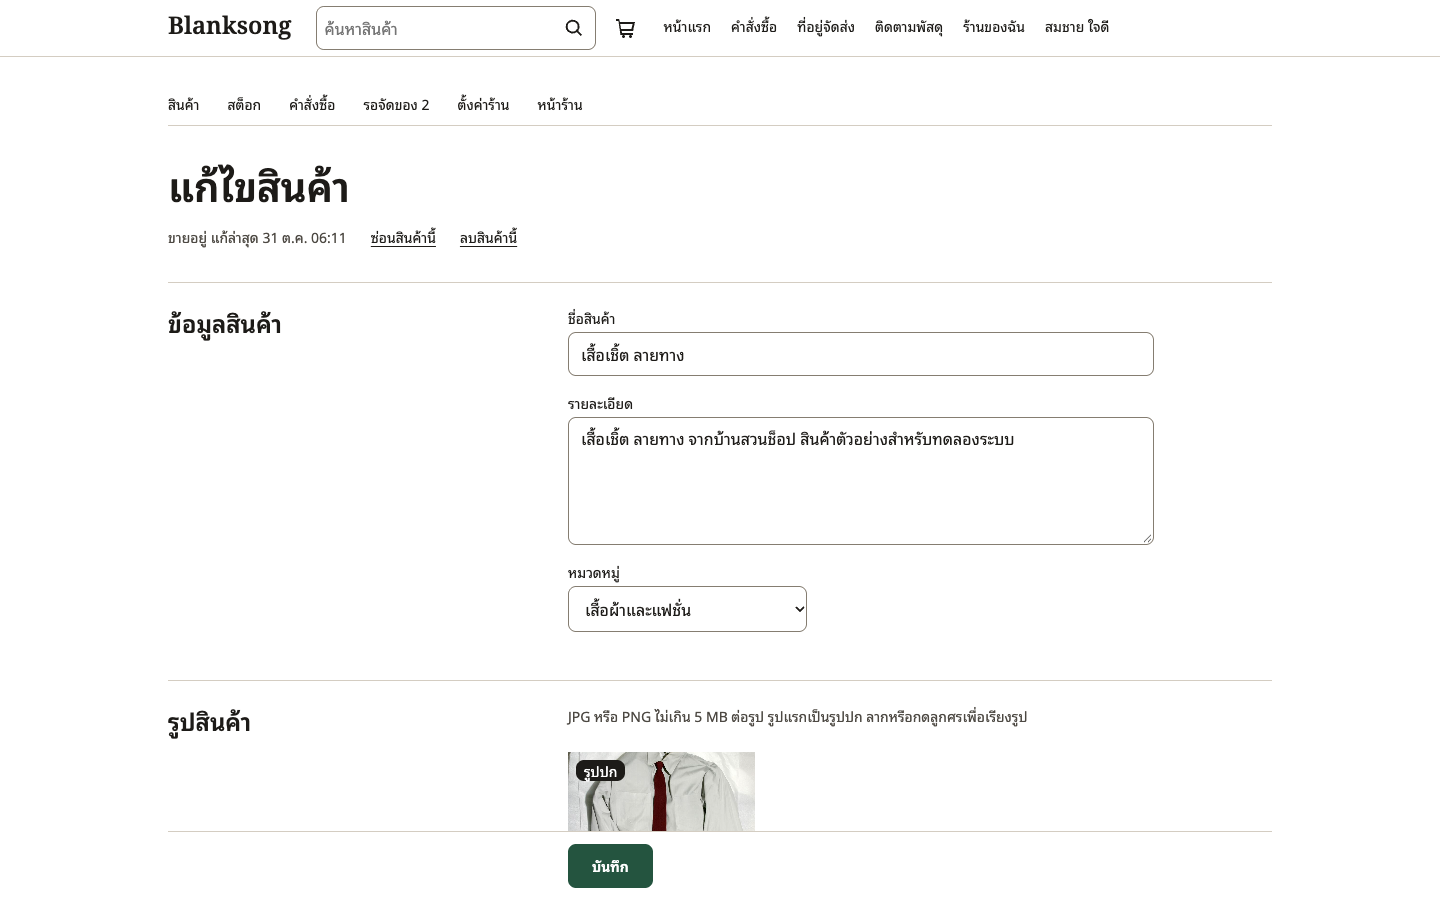 Blanksong
ค้นหาสินค้า
หน้าแรก คำสั่งซื้อ ที่อยู่จัดส่ง ติดตามพัสดุ ร้านของฉัน สมชาย ใจดี
สินค้า สต็อก คำสั่งซื้อ รอจัดของ 2 ตั้งค่าร้าน หน้าร้าน
แก้ไขสินค้า
ขายอยู่ แก้ล่าสุด 31 ต.ค. 06:11 ซ่อนสินค้านี้ ลบสินค้านี้
ข้อมูลสินค้า
ชื่อสินค้า
เสื้อเชิ้ต ลายทาง
รายละเอียด
เสื้อเชิ้ต ลายทาง จากบ้านสวนช็อป สินค้าตัวอย่างสำหรับทดลองระบบ
หมวดหมู่
เสื้อผ้าและแฟชั่น
รูปสินค้า
JPG หรือ PNG ไม่เกิน 5 MB ต่อรูป รูปแรกเป็นรูปปก ลากหรือกดลูกศรเพื่อเรียงรูป
รูปปก
บันทึก